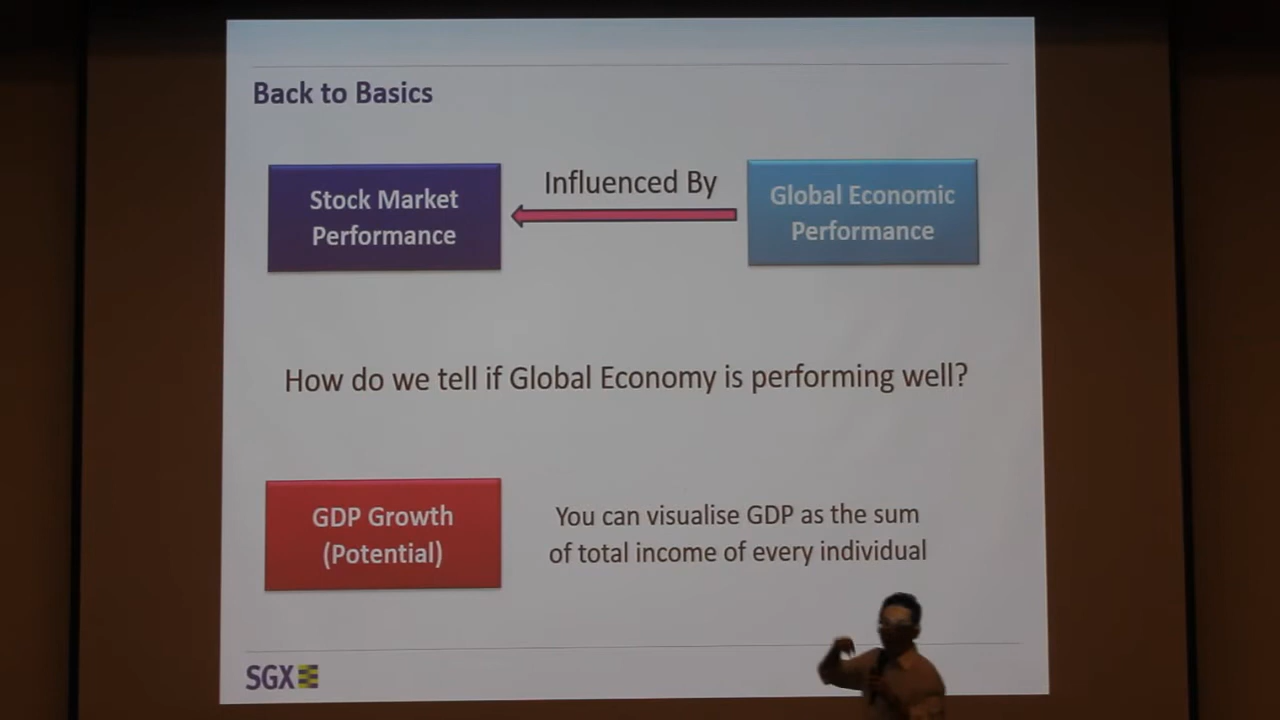 Back to Basics
Stock Market
Performance
Influenced By
Global Economic
Performance
How do we tell if Global Economy is performing well?
GDP Growth
(Potential)
You can visualise GDP as the sum
of total income of every individual
SGX